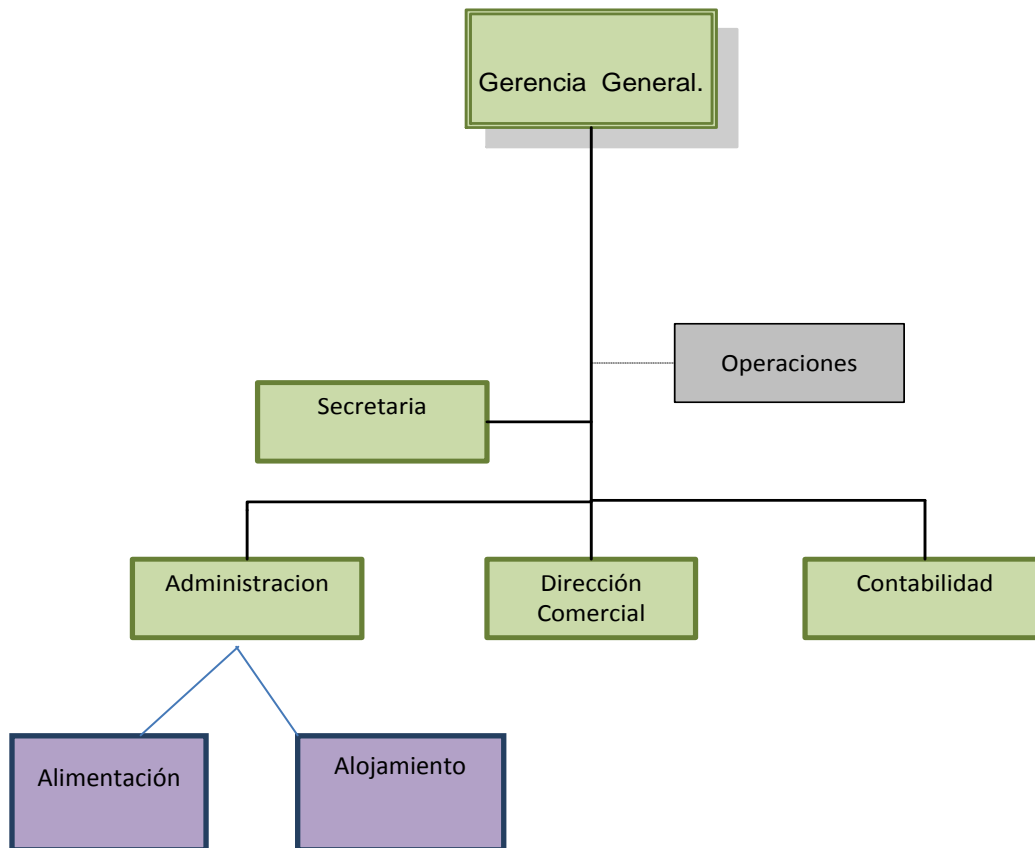 Gerencia General.
Operaciones
Secretaria
Administracion
Dirección
Comercial
Contabilidad
Alimentación
Alojamiento